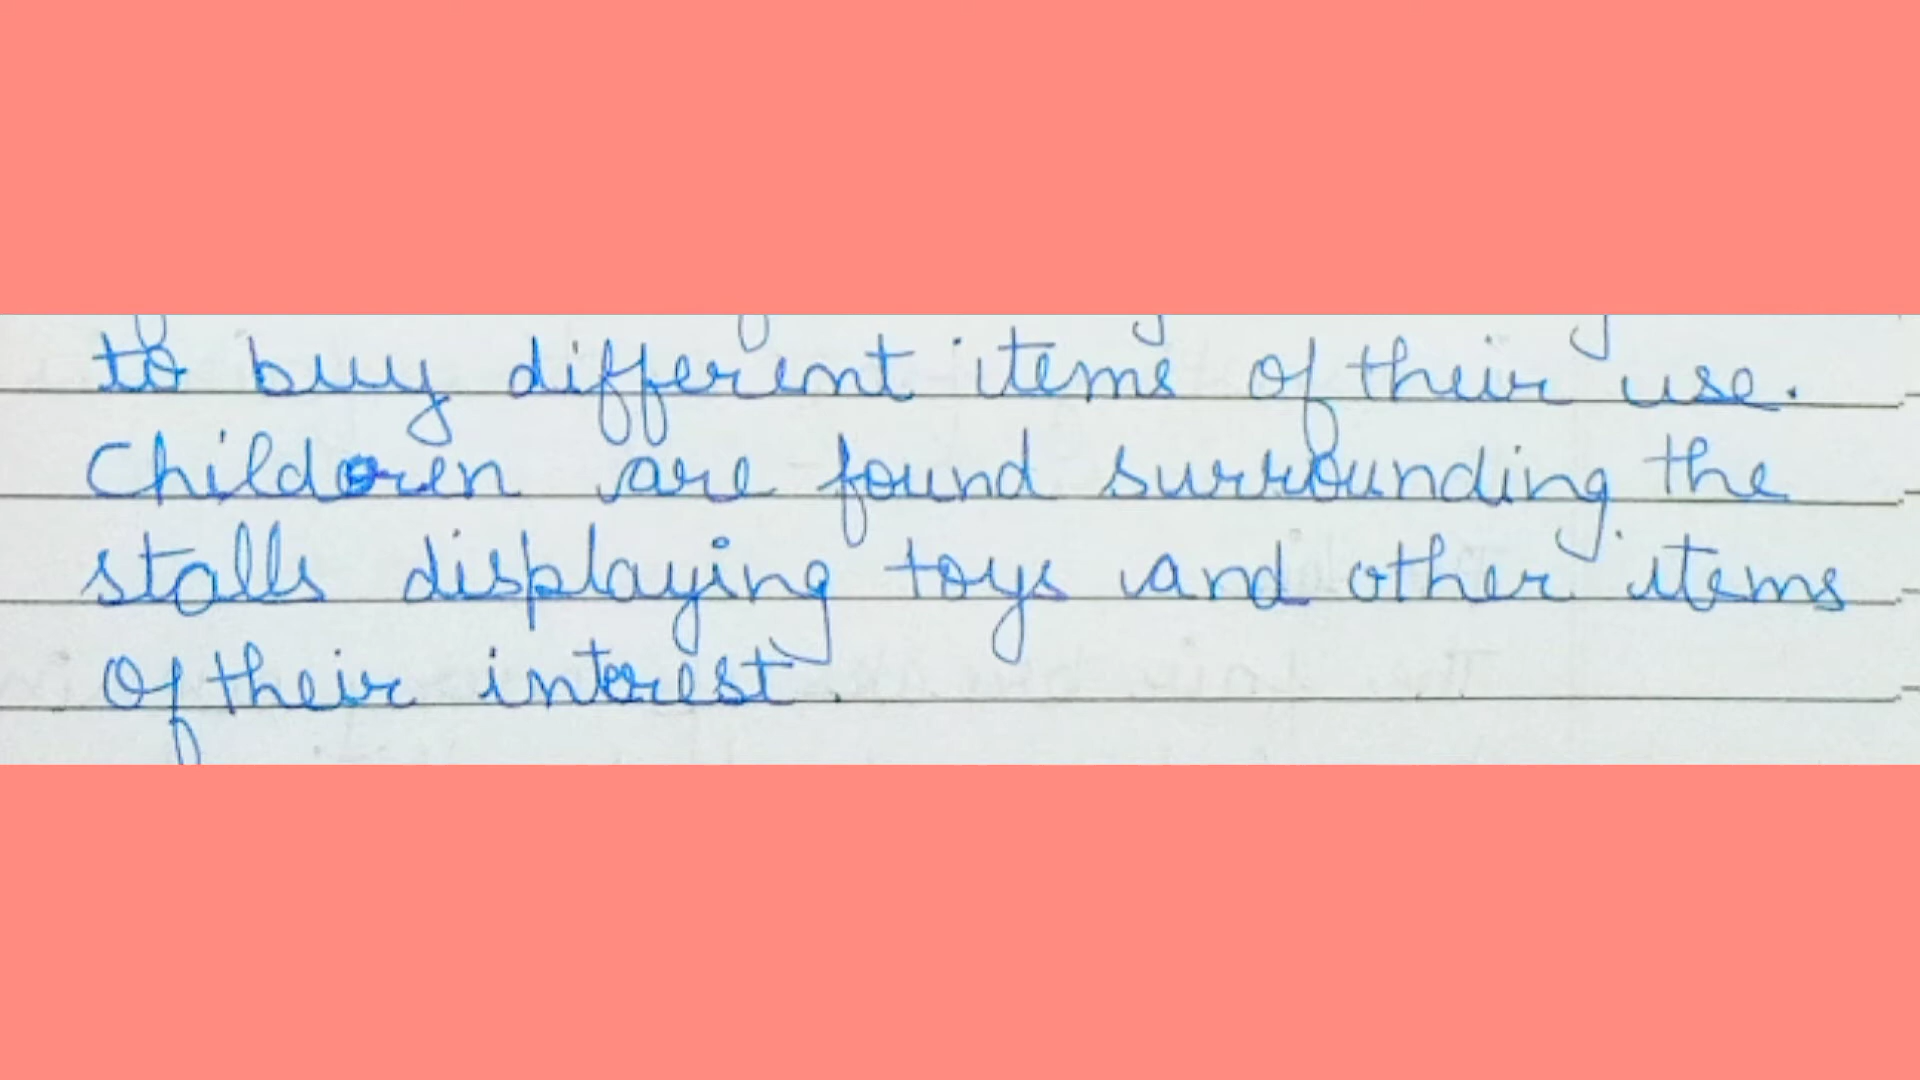 to buy different items of their use.
Children are found surrounding the
stalls displaying toys and other items
of their interest.